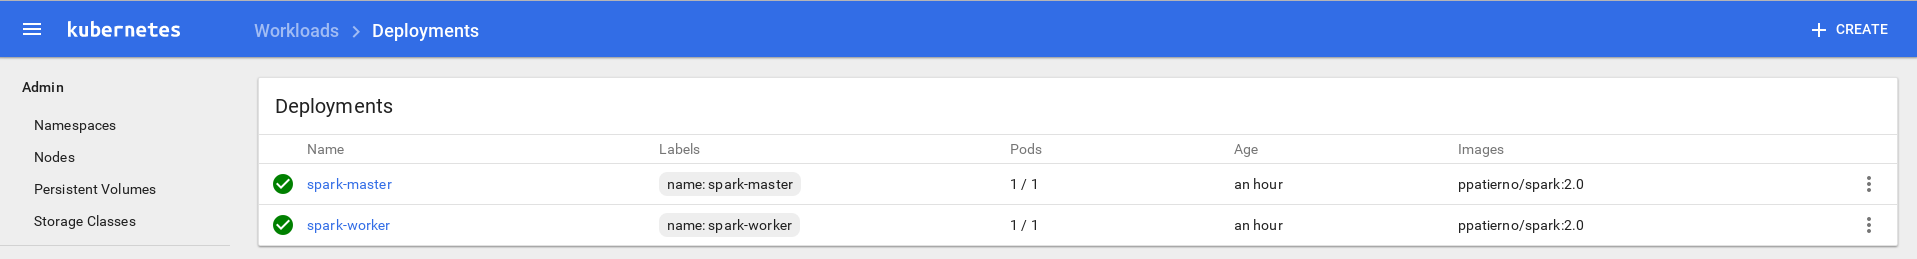 kubernetes Workloads > Deployments + CREATE
Admin
Namespaces
Nodes
Persistent Volumes
Storage Classes
Deployments
Name Labels Pods Age Images
spark-master name: spark-master 1 / 1 an hour ppatierno/spark:2.0
spark-worker name: spark-worker 1 / 1 an hour ppatierno/spark:2.0